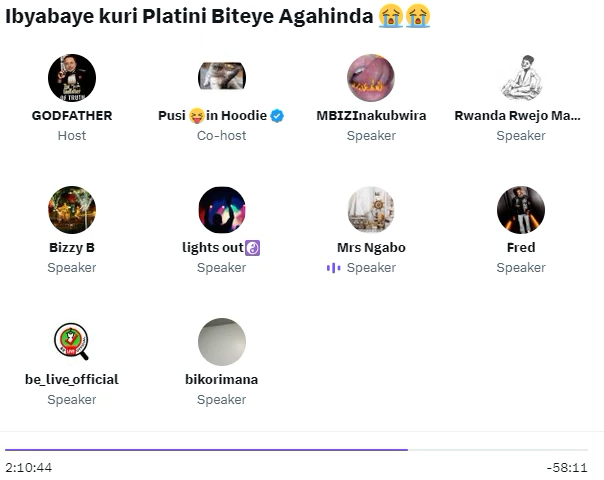 Ibyabaye kuri Platini Biteye Agahinda 😭😭
GODFATHER
Host
Pusi 😝in Hoodie
Co-host
MBIZInakubwira
Speaker
Rwanda Rwejo Ma...
Speaker
Bizzy B
Speaker
lights out☯️
Speaker
Mrs Ngabo
Speaker
Fred
Speaker
be_live_official
Speaker
bikorimana
Speaker
2:10:44
-58:11